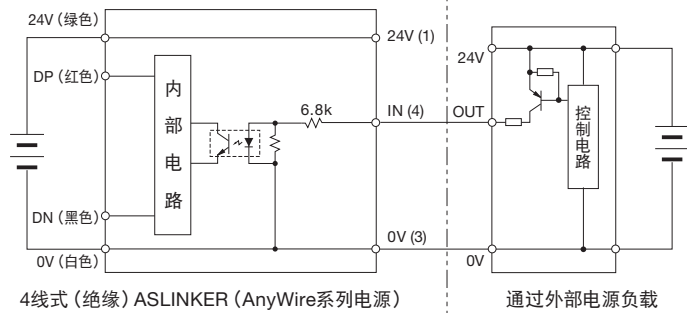 24V (绿色)
DP (红色)
DN (黑色)
0V (白色)
内部电路
6.8k
24V (1)
IN (4)
0V (3)
24V
OUT
0V
控制电路
4线式 (绝缘) ASLINKER (AnyWire系列电源)
通过外部电源负载